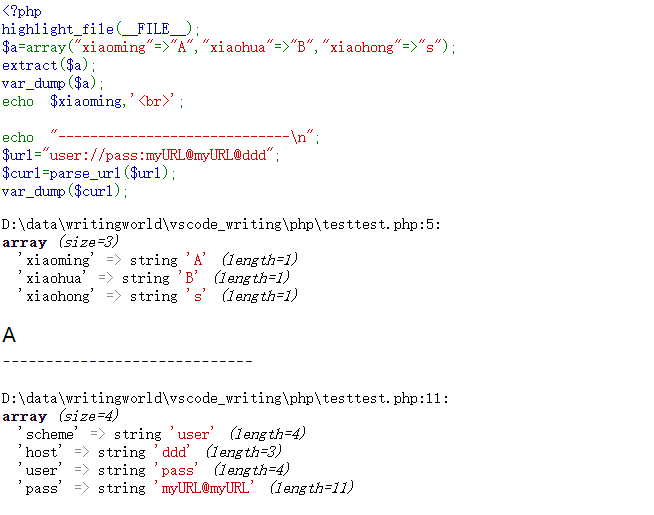 <?php
highlight_file(__FILE__);
$a=array("xiaoming"=>"A","xiaohua"=>"B","xiaohong"=>"s");
extract($a);
var_dump($a);
echo  $xiaoming,'<br>';
echo  "-----------------------------\n";
$url="user://pass:myURL@myURL@ddd";
$curl=parse_url($url);
var_dump($curl);
D:\data\writingworld\vscode_writing\php\testtest.php:5:
array (size=3)
'xiaoming' => string 'A' (length=1)
'xiaohua' => string 'B' (length=1)
'xiaohong' => string 's' (length=1)
A
-----------------------------
D:\data\writingworld\vscode_writing\php\testtest.php:11:
array (size=4)
'scheme' => string 'user' (length=4)
'host' => string 'ddd' (length=3)
'user' => string 'pass' (length=4)
'pass' => string 'myURL@myURL' (length=11)